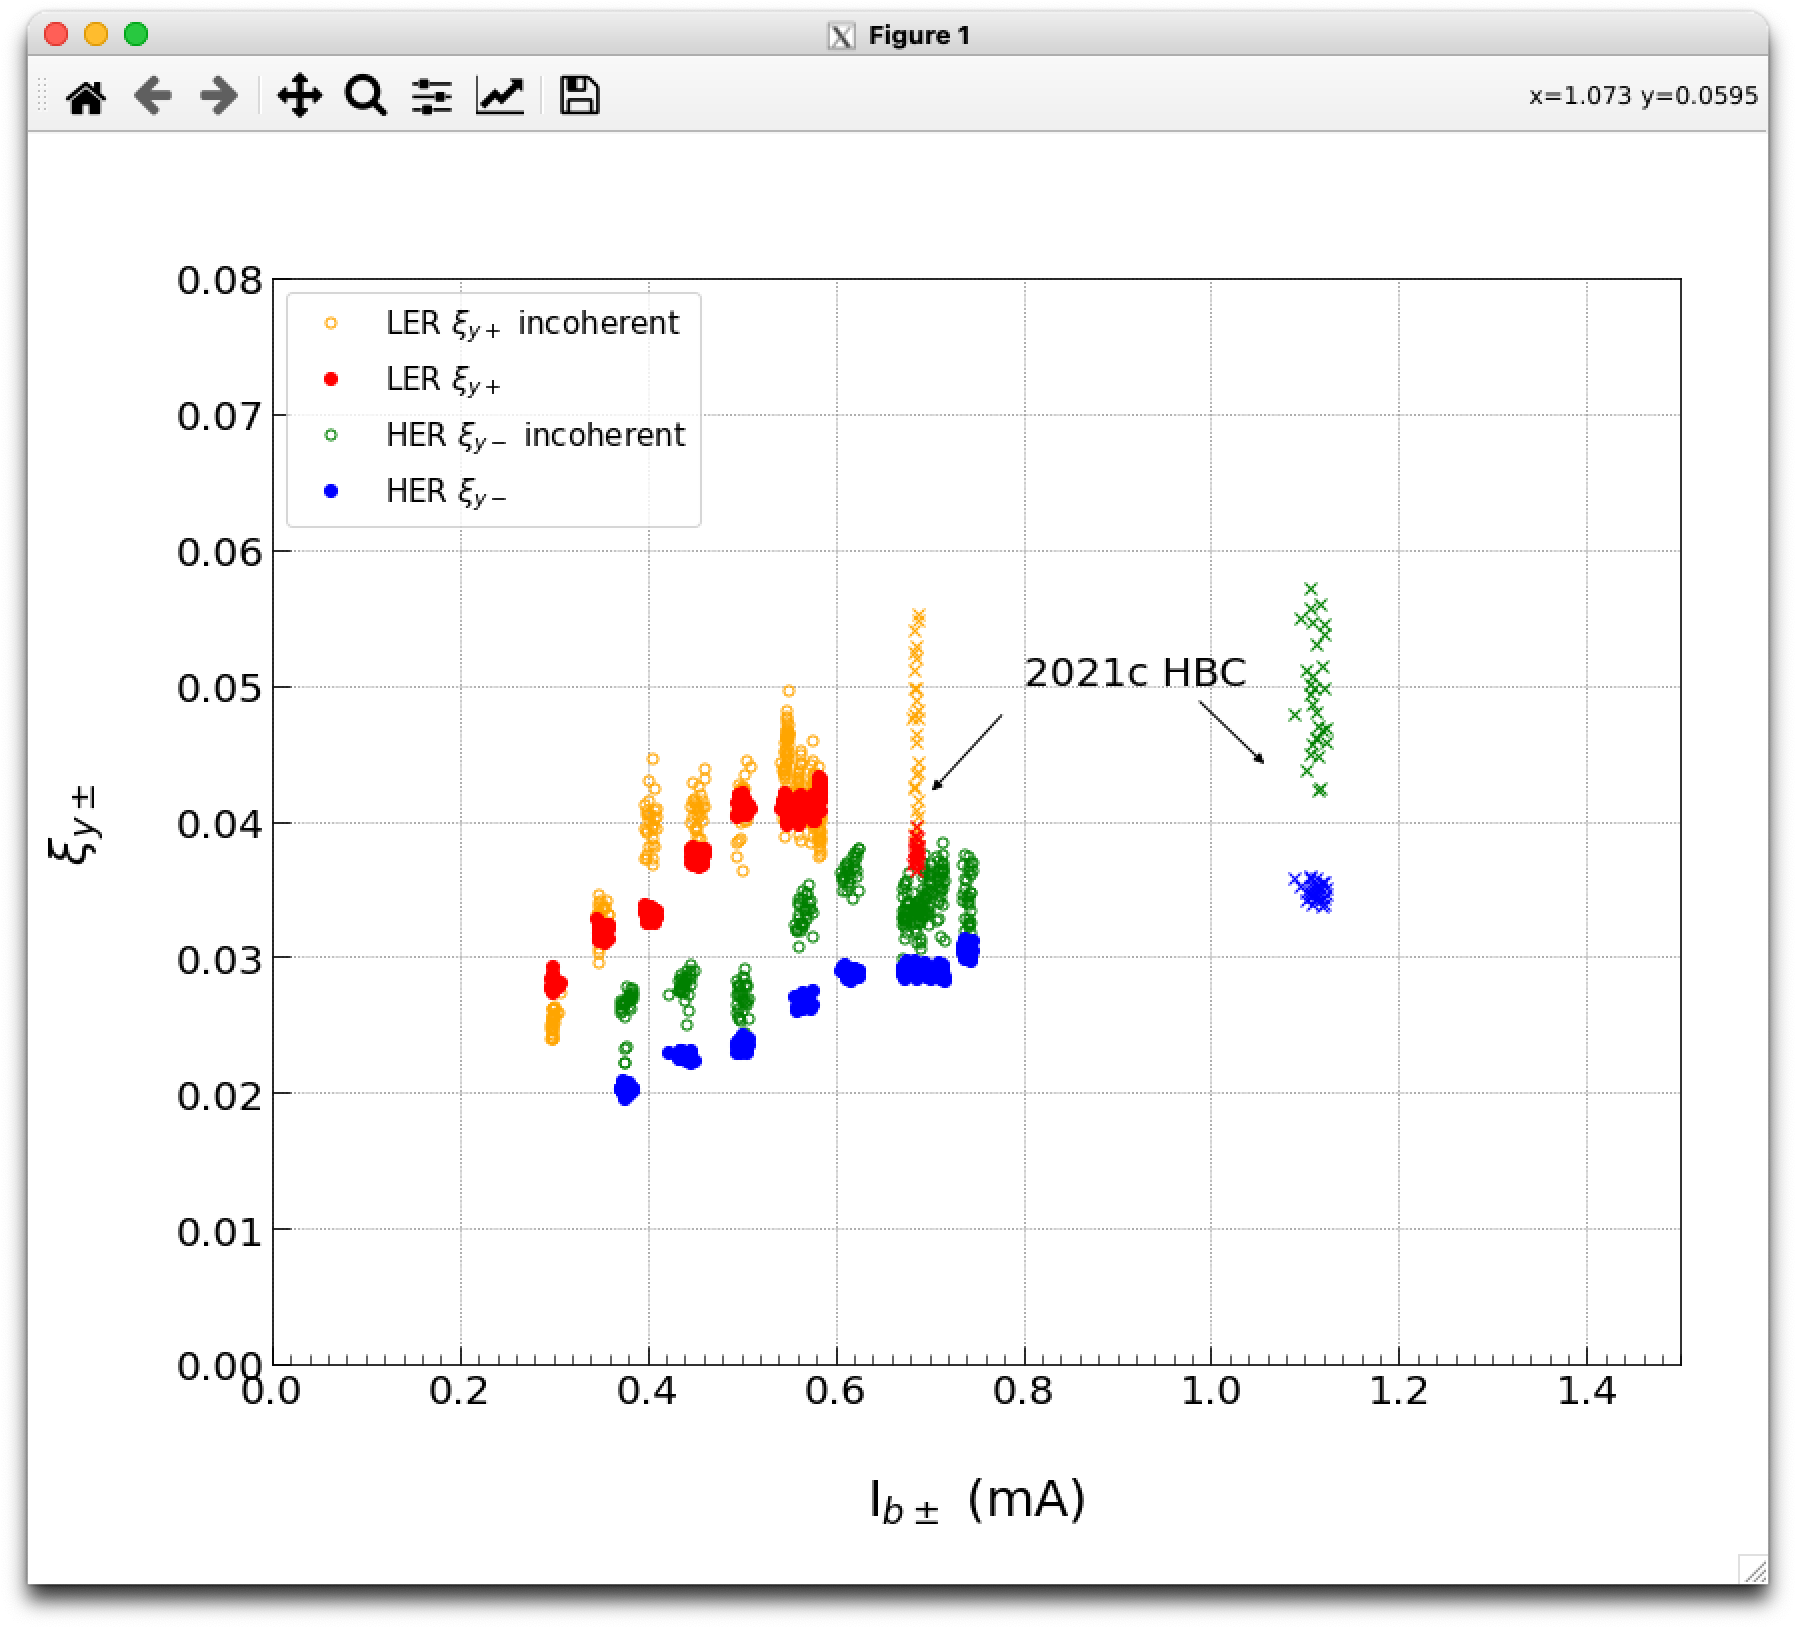 Figure 1
x=1.073 y=0.0595
0.08
0.07
0.06
0.05
0.04
0.03
0.02
0.01
0.00
LER ξy+ incoherent
LER ξy+
HER ξy− incoherent
HER ξy−
2021c HBC
ξy±
0.0 0.2 0.4 0.6 0.8 1.0 1.2 1.4
Ib± (mA)